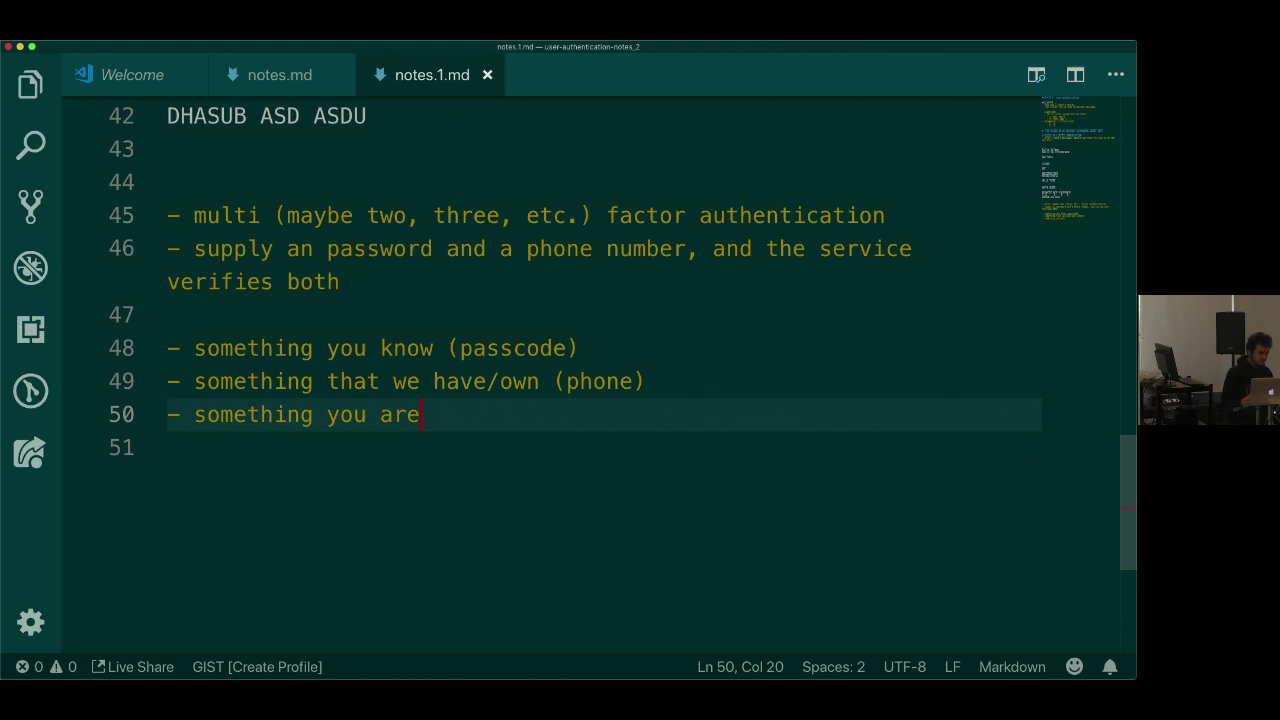 notes.1.md — user-authentication-notes_2
Welcome
notes.md
notes.1.md
42 DHASUB ASD ASDU
43
44
45 - multi (maybe two, three, etc.) factor authentication
46 - supply an password and a phone number, and the service
verifies both
47
48 - something you know (passcode)
49 - something that we have/own (phone)
50 - something you are
51
0 0 Live Share GIST [Create Profile] Ln 50, Col 20 Spaces: 2 UTF-8 LF Markdown